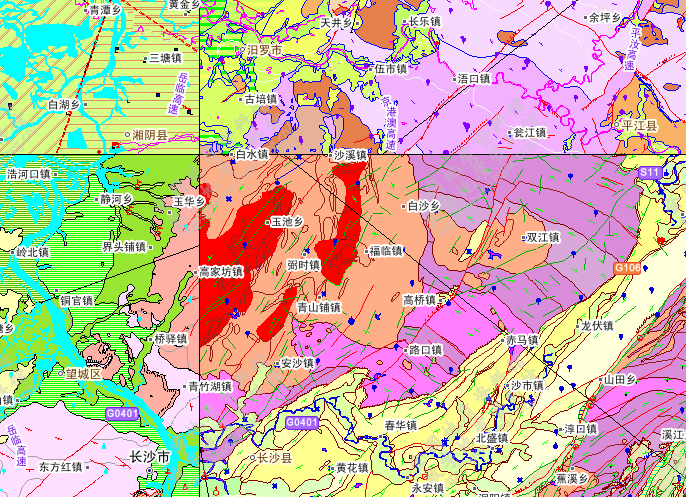 青潭乡
黄金乡
天井乡
长乐镇
余坪乡
三塘镇
汨罗市
平汝高速
伍市镇
浯口镇
岳临高速
白湖乡
古培镇
京港澳高速
湘阴县
瓮江镇
平江县
白水镇
沙溪镇
浩河口镇
S11
静河乡
玉华乡
白沙乡
玉池乡
双江镇
岭北镇
界头铺镇
福临镇
弼时镇
高家坊镇
G106
铜官镇
高桥镇
青山铺镇
龙伏镇
桥驿镇
赤马镇
路口镇
安沙镇
望城区
山田乡
青竹湖镇
沙市镇
G0401
G0401
春华镇
淳口镇
岳临高速
北盛镇
溪江
东方红镇
长沙市
长沙县
黄花镇
蕉溪乡
永安镇